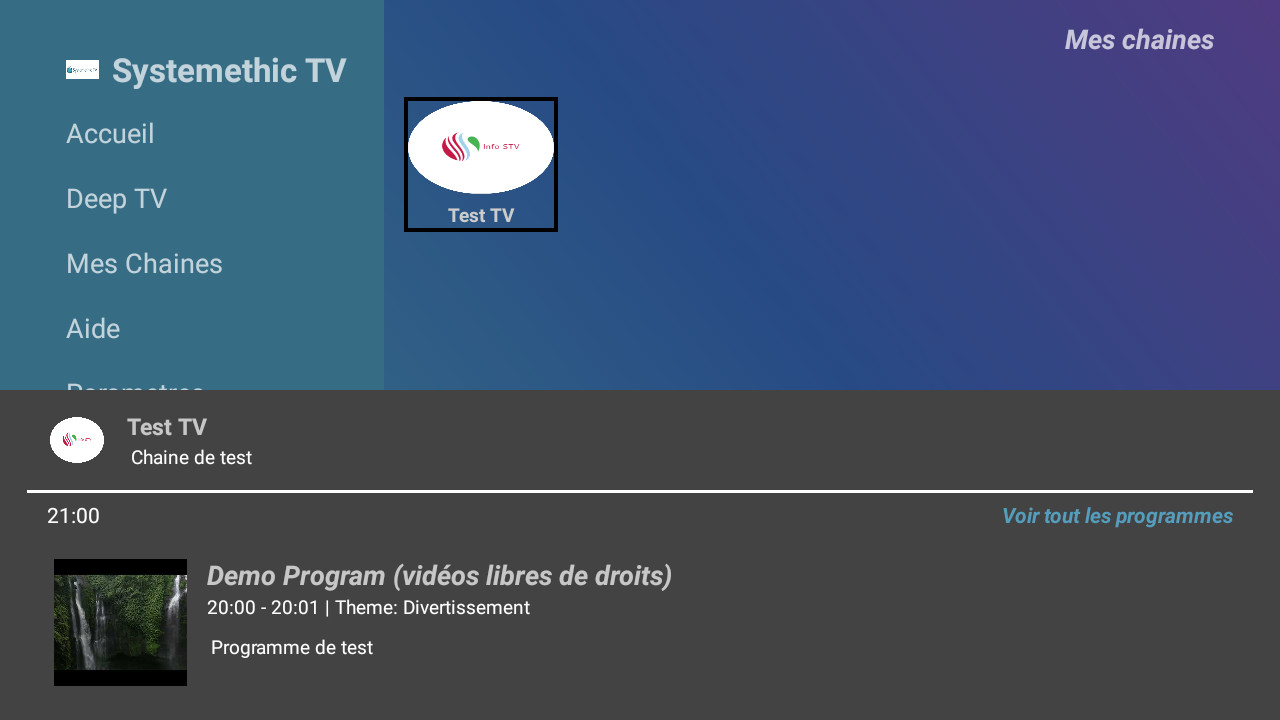 Systemethic TV
Accueil
Deep TV
Mes Chaines
Aide
Parametres
Mes chaines
Info STV
Test TV
Test TV
Chaine de test
21:00
Voir tout les programmes
Demo Program (vidéos libres de droits)
20:00 - 20:01 | Theme: Divertissement
Programme de test